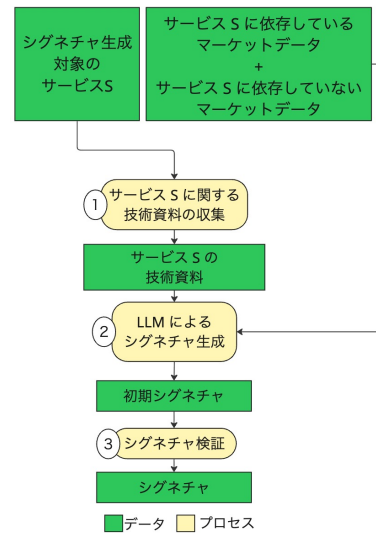 シグネチャ生成
対象の
サービスS
サービス S に依存している
マーケットデータ
+
サービス S に依存していない
マーケットデータ
1
サービス S に関する
技術資料の収集
サービス S の
技術資料
2
LLM による
シグネチャ生成
初期シグネチャ
3
シグネチャ検証
シグネチャ
データ
プロセス